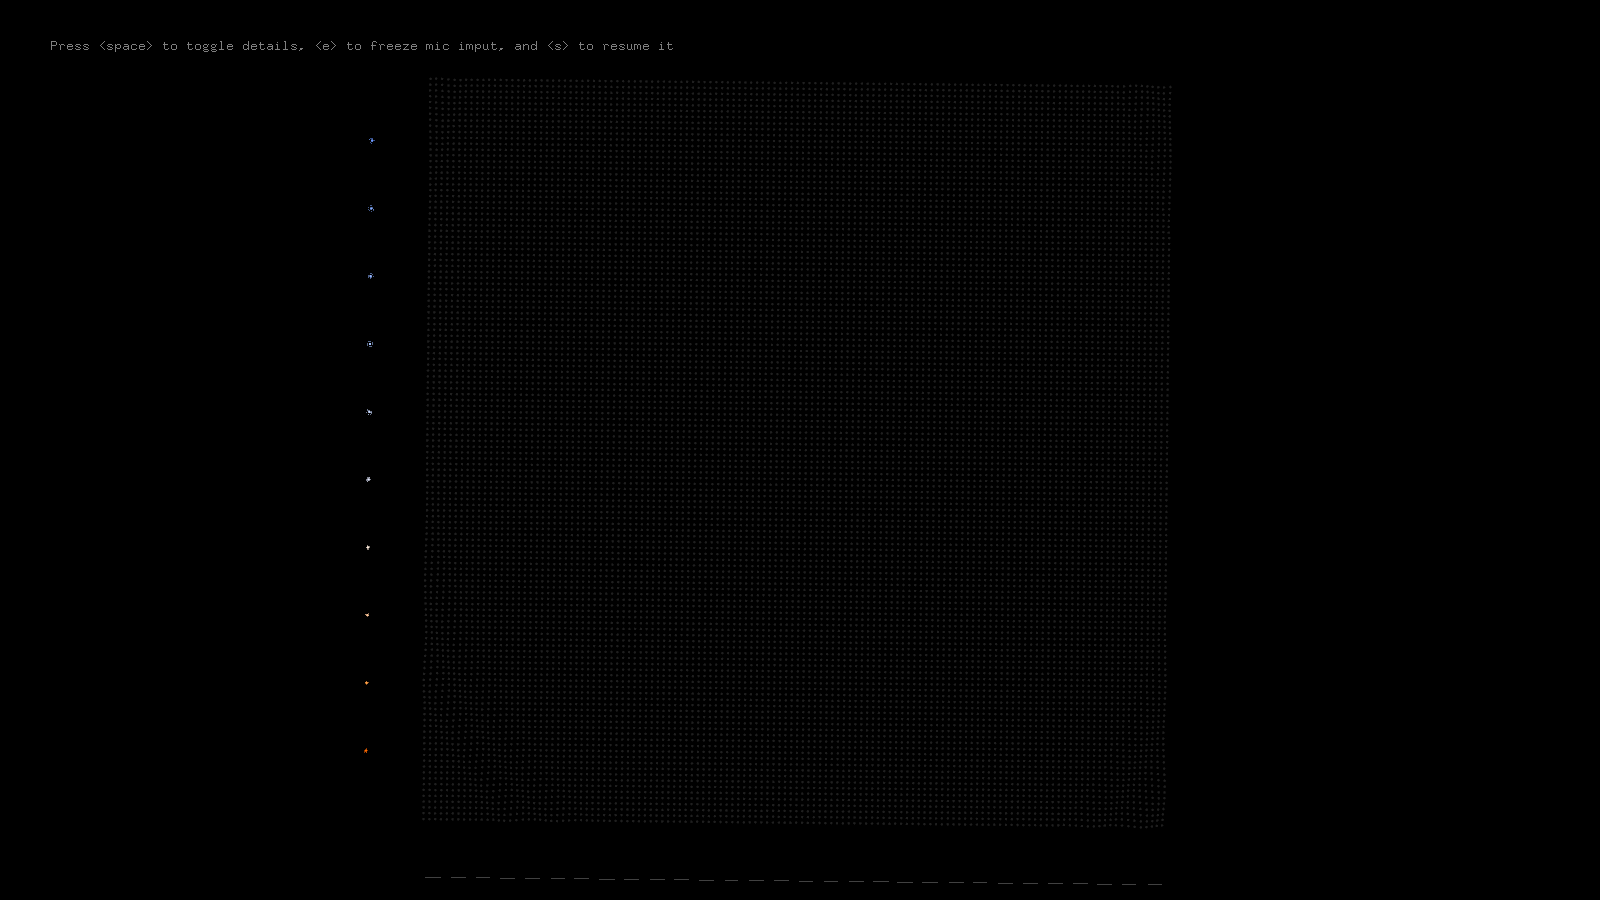 Press <space> to toggle details, <e> to freeze mic imput, and <s> to resume it